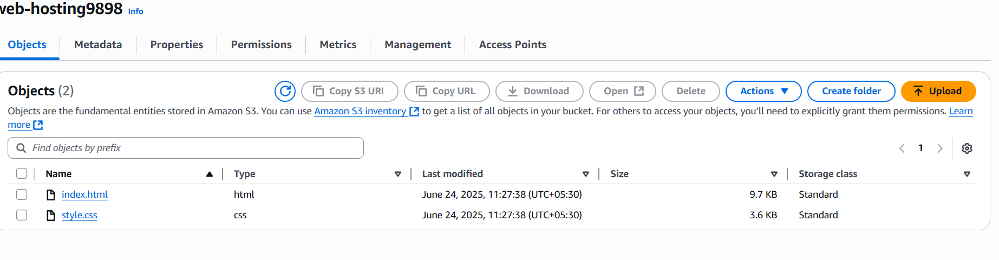 web-hosting9898 Info
Objects Metadata Properties Permissions Metrics Management Access Points
Objects (2) Copy S3 URI Copy URL Download Open Delete Actions Create folder Upload
Objects are the fundamental entities stored in Amazon S3. You can use Amazon S3 inventory to get a list of all objects in your bucket. For others to access your objects, you’ll need to explicitly grant them permissions. Learn
more
Find objects by prefix 1
Name Type Last modified Size Storage class
index.html html June 24, 2025, 11:27:38 (UTC+05:30) 9.7 KB Standard
style.css css June 24, 2025, 11:27:38 (UTC+05:30) 3.6 KB Standard